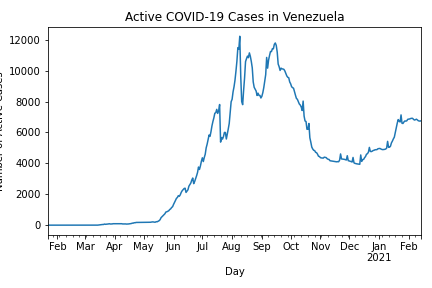 Active COVID-19 Cases in Venezuela
12000
10000
8000
6000
4000
2000
0
Number of Active Cases
Feb Mar Apr May Jun Jul Aug Sep Oct Nov Dec Jan Feb
2021
Day